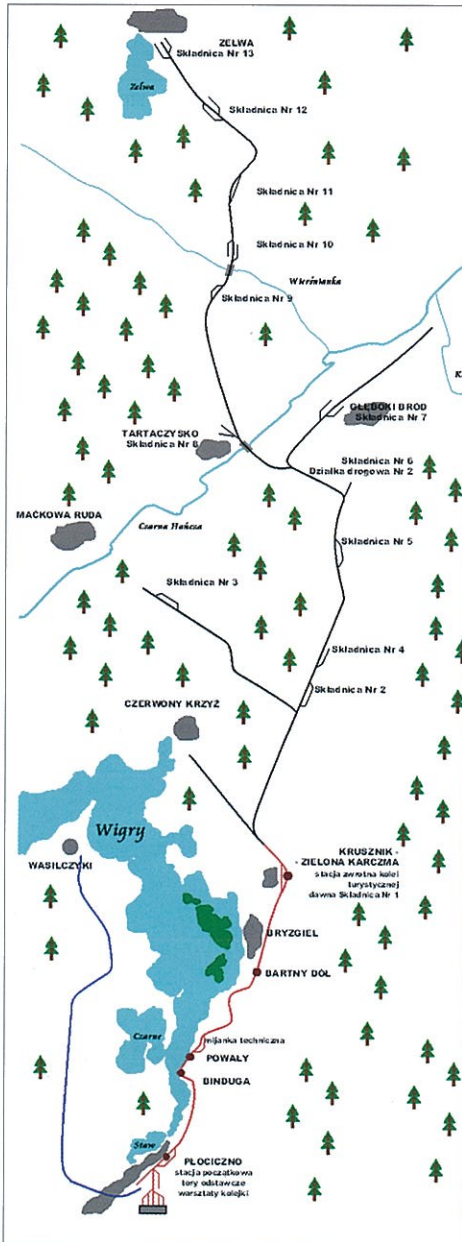 ZELWA
Składnica Nr 13
Zelwa
Składnica Nr 12
Składnica Nr 11
Składnica Nr 10
Wierśnianka
Składnica Nr 9
GŁĘBOKI BRÓD
Składnica Nr 7
TARTACZYSKO
Składnica Nr 8
Składnica Nr 6
Działka drogowa Nr 2
MAĆKOWA RUDA
Czarna Hańcza
Składnica Nr 5
Składnica Nr 3
Składnica Nr 4
Składnica Nr 2
CZERWONY KRZYŻ
Wigry
WASILCZYKI
KRUSZNIK -
- ZIELONA KARCZMA
stacja zwrotna kolei
turystycznej
dawna Składnica Nr 1
BRYZGIEL
BARTNY DÓŁ
mijanka techniczna
Czarne
POWAŁY
BINDUGA
Staw
PŁOCICZNO
stacja początkowa
tory odstawcze
warsztaty kolejki